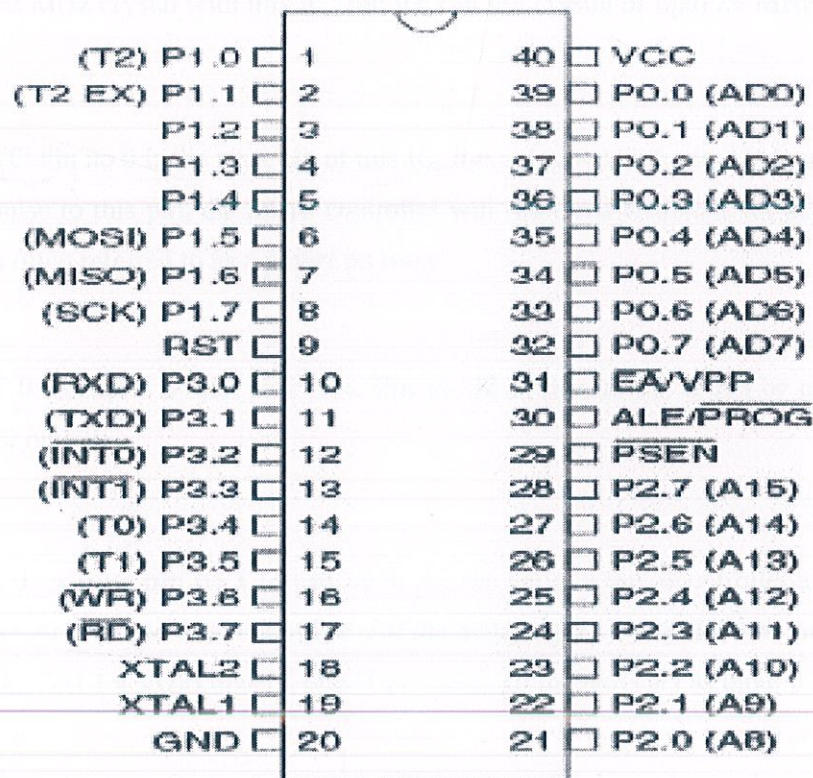 (T2) P1.0 1 40 VCC
(T2 EX) P1.1 2 39 P0.0 (AD0)
P1.2 3 38 P0.1 (AD1)
P1.3 4 37 P0.2 (AD2)
P1.4 5 36 P0.3 (AD3)
(MOSI) P1.5 6 35 P0.4 (AD4)
(MISO) P1.6 7 34 P0.5 (AD5)
(SCK) P1.7 8 33 P0.6 (AD6)
RST 9 32 P0.7 (AD7)
(RXD) P3.0 10 31 EA/VPP
(TXD) P3.1 11 30 ALE/PROG
(INT0) P3.2 12 29 PSEN
(INT1) P3.3 13 28 P2.7 (A15)
(T0) P3.4 14 27 P2.6 (A14)
(T1) P3.5 15 26 P2.5 (A13)
(WR) P3.6 16 25 P2.4 (A12)
(RD) P3.7 17 24 P2.3 (A11)
XTAL2 18 23 P2.2 (A10)
XTAL1 19 22 P2.1 (A9)
GND 20 21 P2.0 (A8)